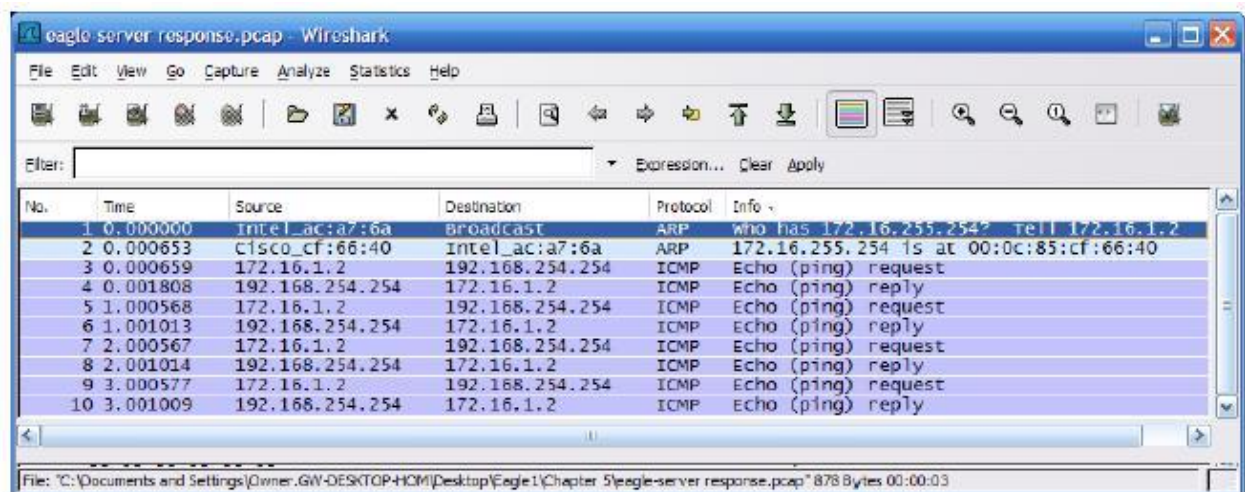 eagle-server response.pcap - Wireshark
File Edit View Go Capture Analyze Statistics Help
Filter: Expression... Clear Apply
No. Time Source Destination Protocol Info
1 0.000000 Intel_ac:a7:6a Broadcast ARP who has 172.16.255.254? Tell 172.16.1.2
2 0.000653 Cisco_cf:66:40 Intel_ac:a7:6a ARP 172.16.255.254 is at 00:0c:85:cf:66:40
3 0.000659 172.16.1.2 192.168.254.254 ICMP Echo (ping) request
4 0.001808 192.168.254.254 172.16.1.2 ICMP Echo (ping) reply
5 1.000568 172.16.1.2 192.168.254.254 ICMP Echo (ping) request
6 1.001013 192.168.254.254 172.16.1.2 ICMP Echo (ping) reply
7 2.000567 172.16.1.2 192.168.254.254 ICMP Echo (ping) request
8 2.001014 192.168.254.254 172.16.1.2 ICMP Echo (ping) reply
9 3.000577 172.16.1.2 192.168.254.254 ICMP Echo (ping) request
10 3.001009 192.168.254.254 172.16.1.2 ICMP Echo (ping) reply
File: "C:\Documents and Settings\Owner.GW-DESKTOP-HOM\Desktop\Eagle1\Chapter 5\eagle-server response.pcap" 878 Bytes 00:00:03